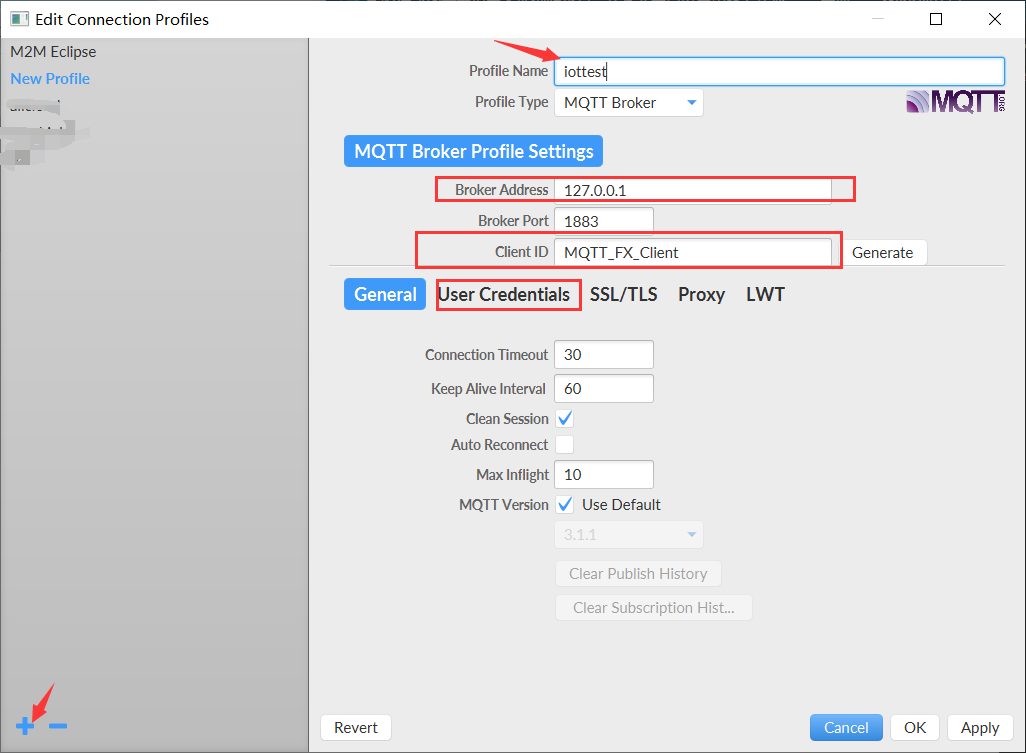 Edit Connection Profiles
M2M Eclipse
New Profile
Profile Name iottest
Profile Type MQTT Broker
MQTT.ORG
MQTT Broker Profile Settings
Broker Address 127.0.0.1
Broker Port 1883
Client ID MQTT_FX_Client Generate
General User Credentials SSL/TLS Proxy LWT
Connection Timeout 30
Keep Alive Interval 60
Clean Session
Auto Reconnect
Max Inflight 10
MQTT Version Use Default
3.1.1
Clear Publish History
Clear Subscription Hist...
Revert Cancel OK Apply